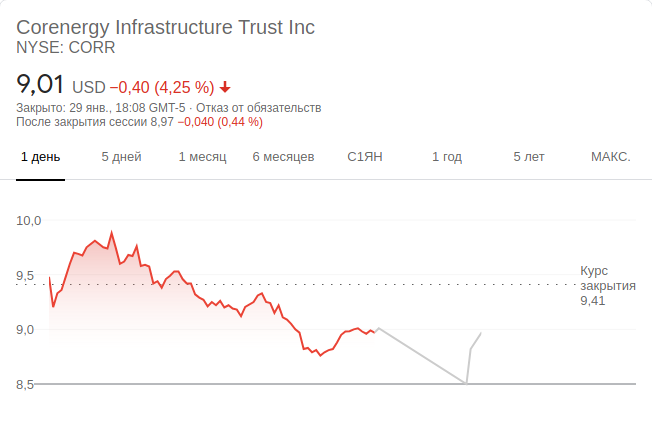 Corenergy Infrastructure Trust Inc
NYSE: CORR
9,01 USD −0,40 (4,25 %)
Закрыто: 29 янв., 18:08 GMT-5 · Отказ от обязательств
После закрытия сессии 8,97 −0,040 (0,44 %)
1 день 5 дней 1 месяц 6 месяцев С1ЯН 1 год 5 лет МАКС.
10,0
9,5
9,0
8,5
Курс
закрытия
9,41